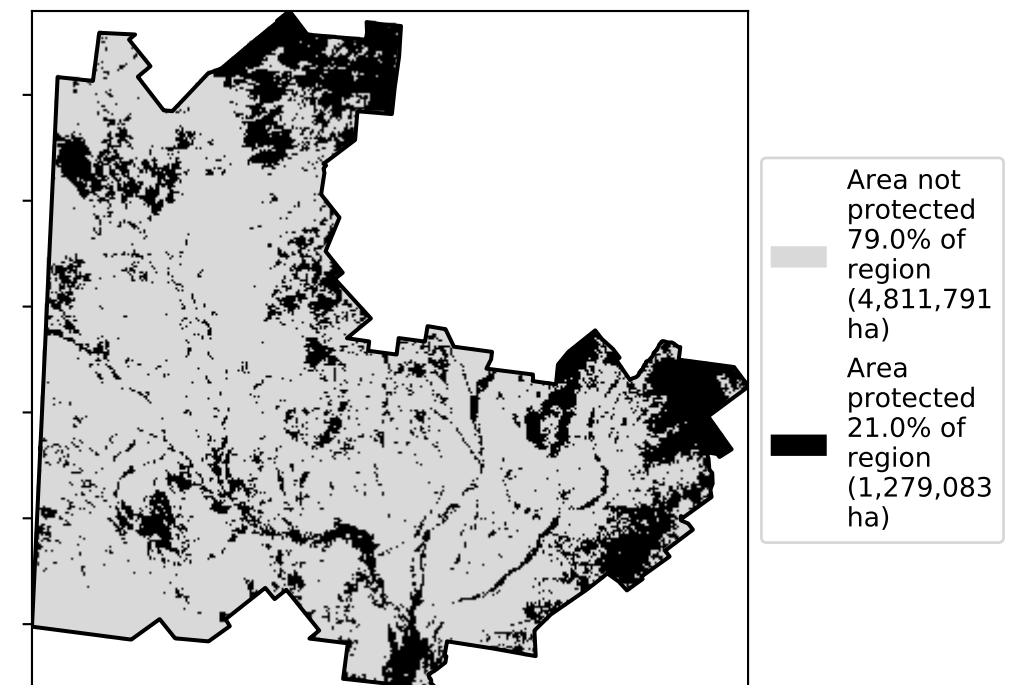 Area not
protected
79.0% of
region
(4,811,791
ha)
Area
protected
21.0% of
region
(1,279,083
ha)